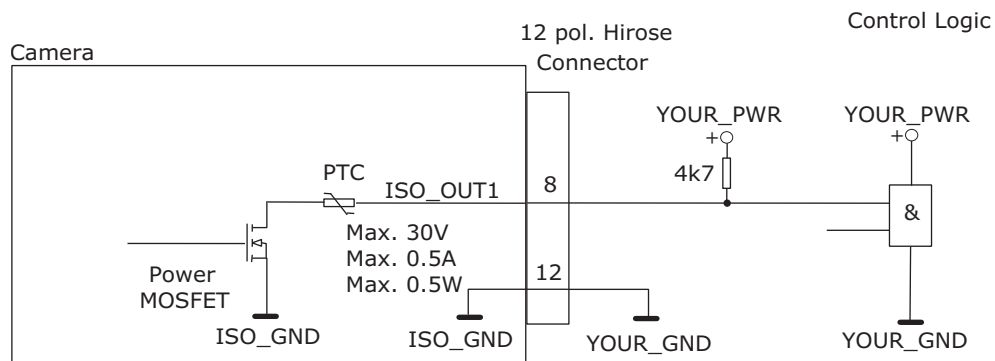 Control Logic
12 pol. Hirose
Connector
Camera
YOUR_PWR
YOUR_PWR
+
+
PTC
4k7
ISO_OUT1
8
&
Max. 30V
Max. 0.5A
Max. 0.5W
12
Power
MOSFET
ISO_GND
ISO_GND
YOUR_GND
YOUR_GND